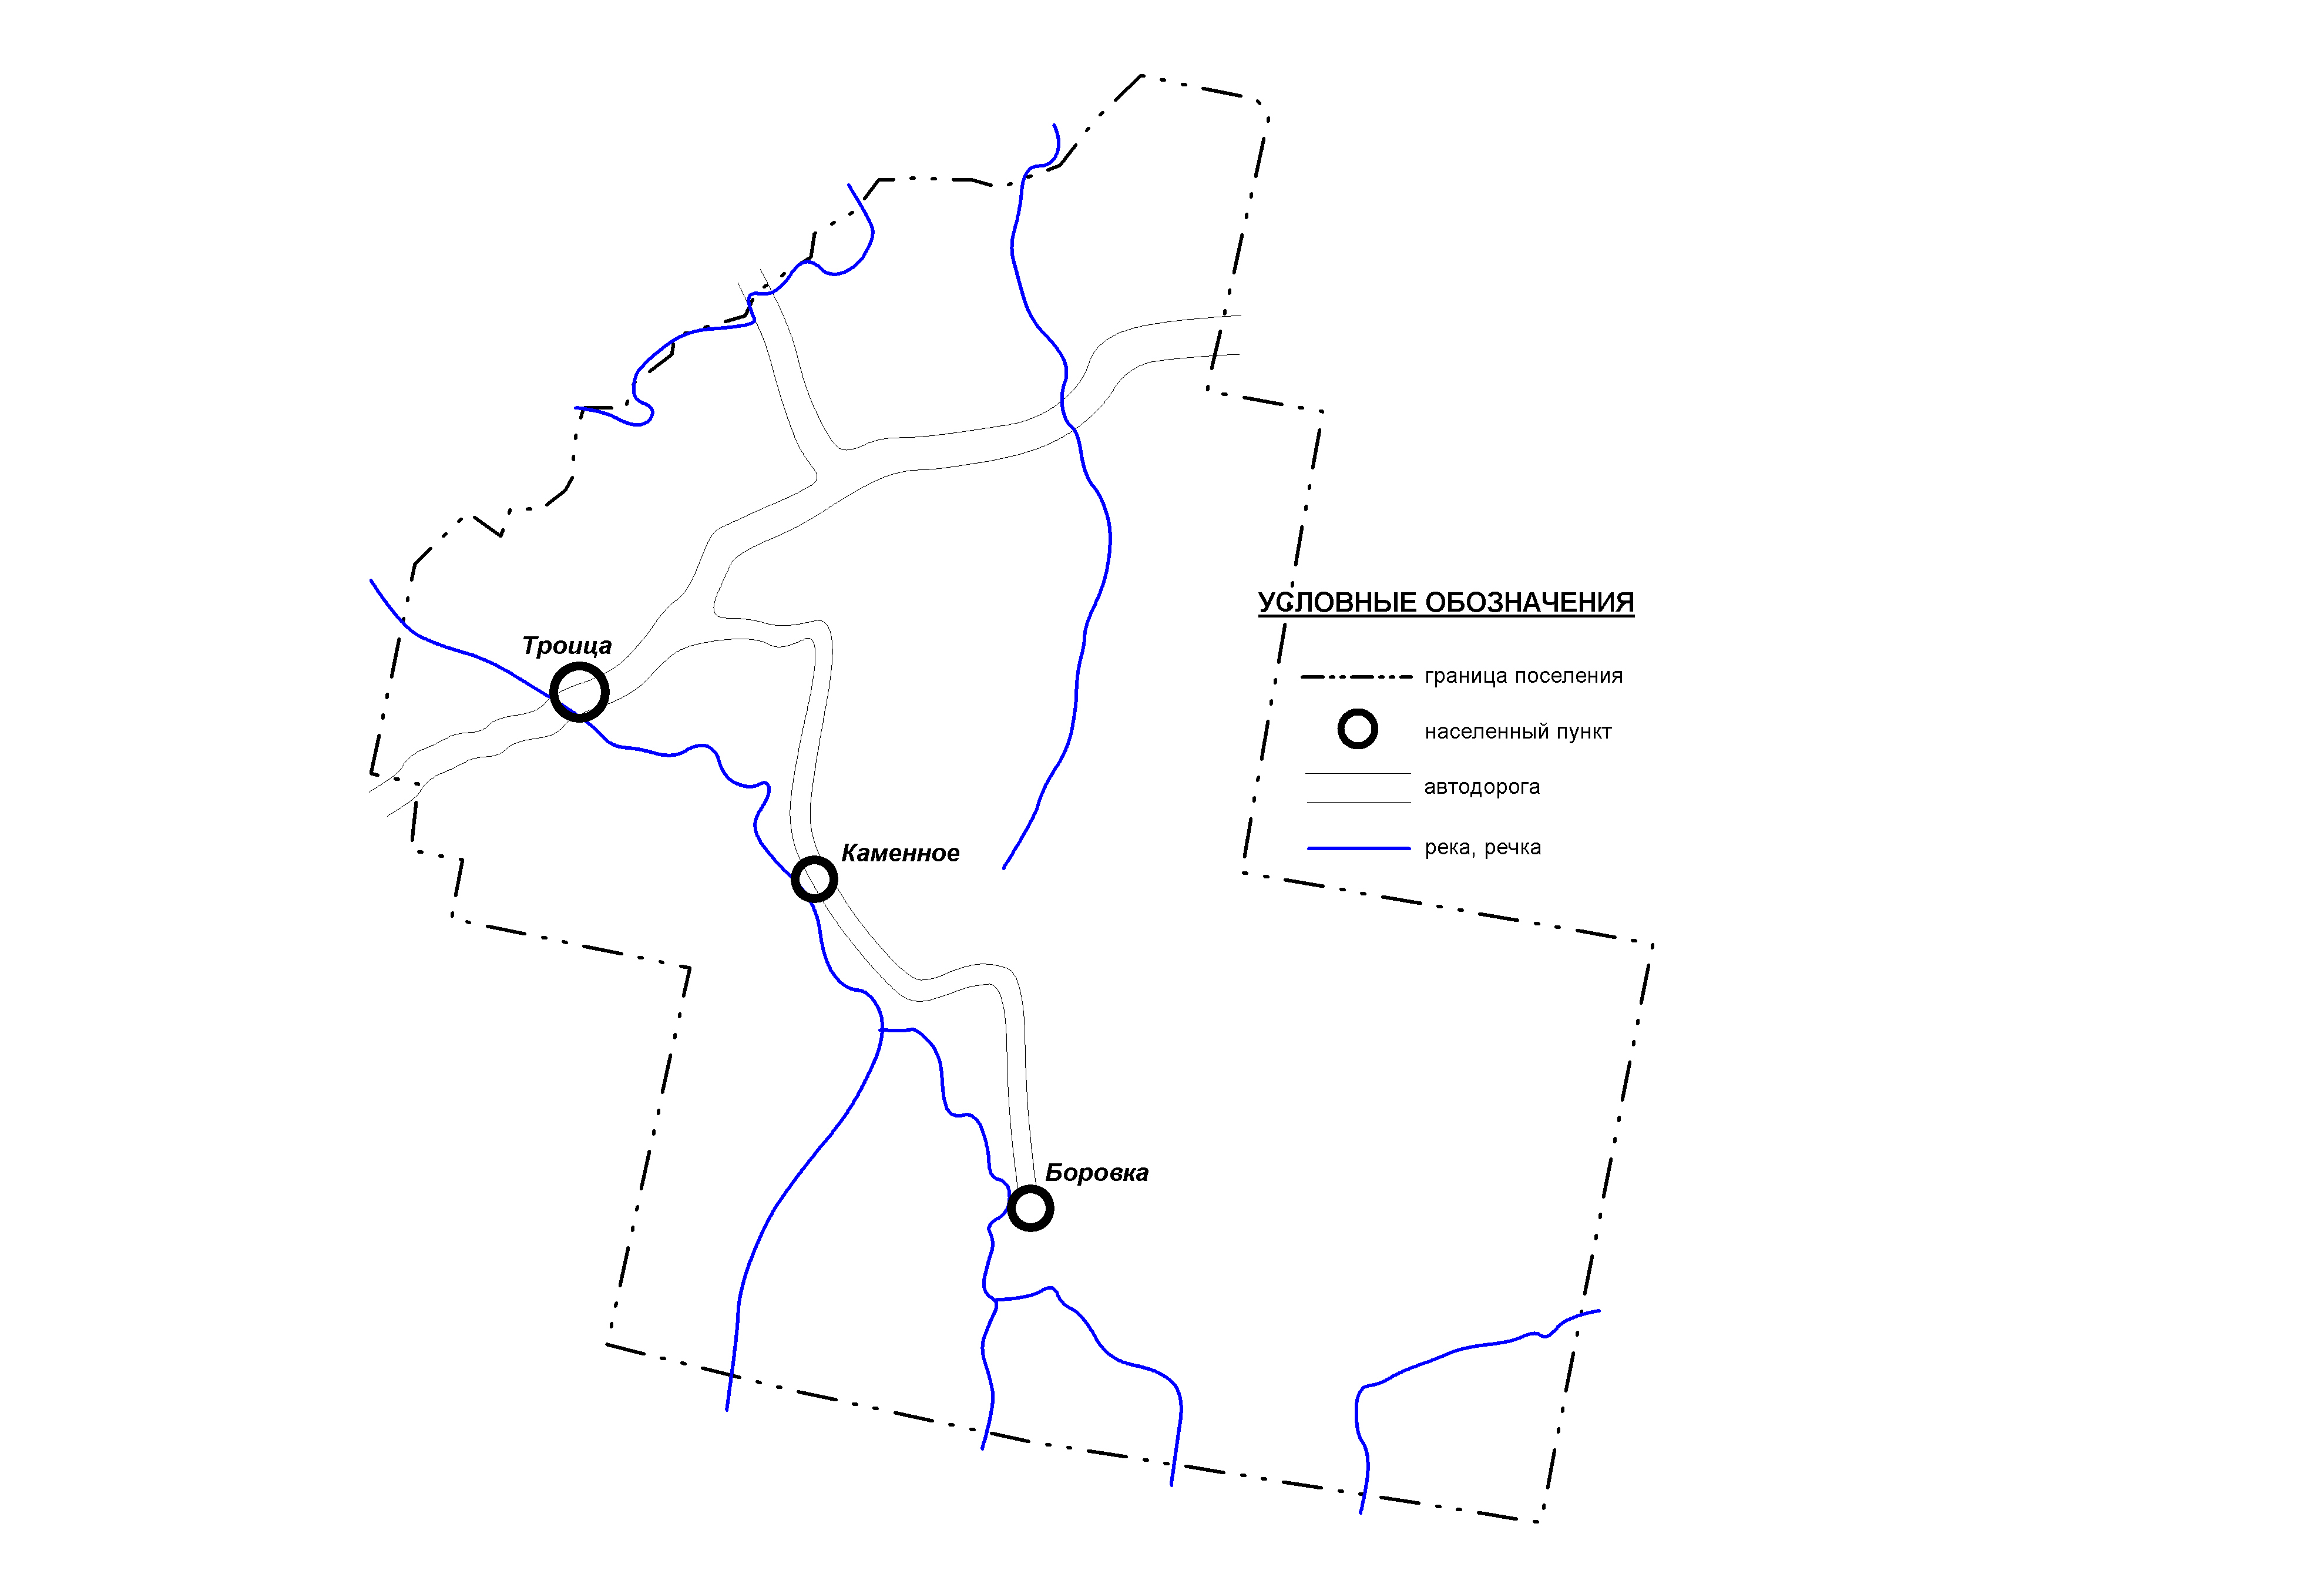 УСЛОВНЫЕ ОБОЗНАЧЕНИЯ
Троица
граница поселения
населенный пункт
автодорога
Каменное
река, речка
Боровка